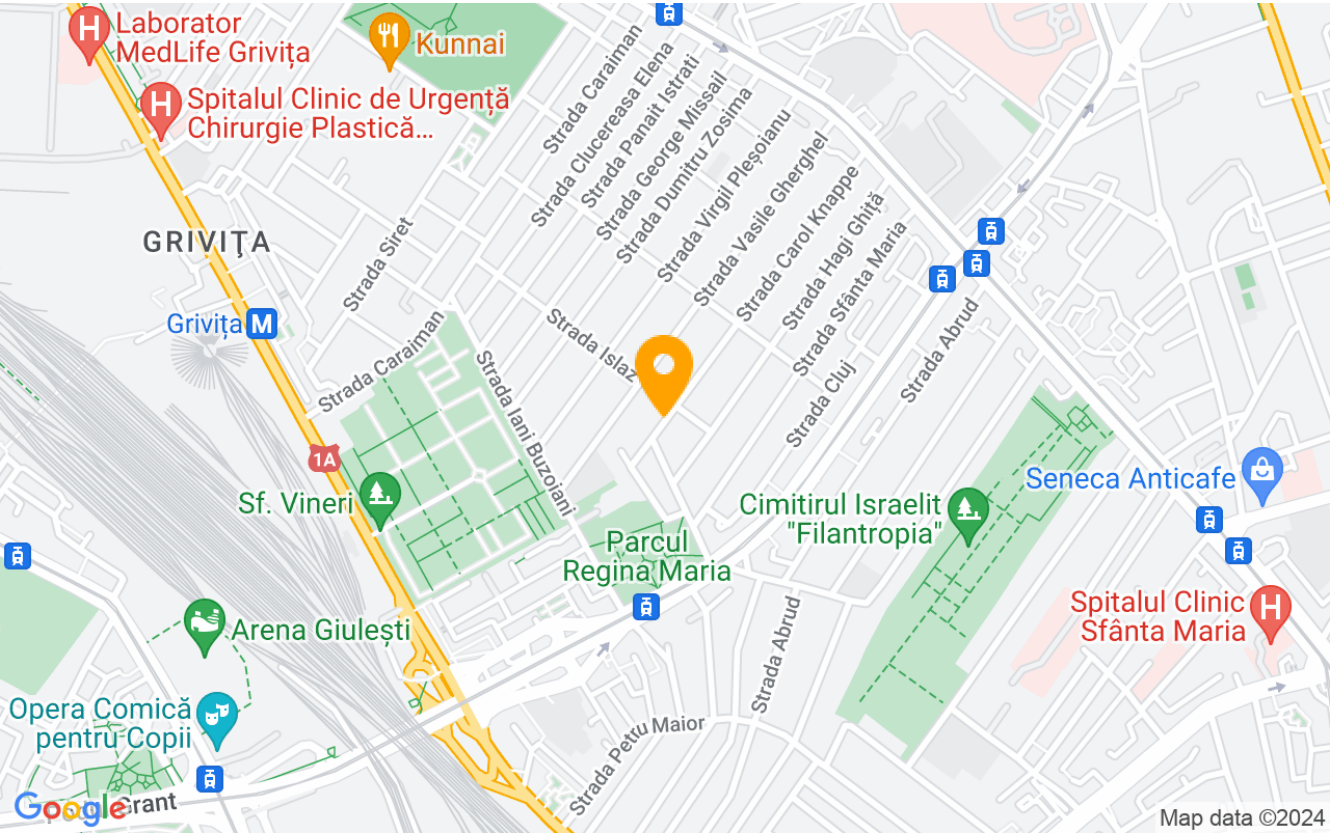 Laborator
MedLife Grivița
Kunnai
Spitalul Clinic de Urgență
Chirurgie Plastică...
Strada Caraiman
Strada Clucereasa Elena
Strada Panait Istrati
Strada George Missail
Strada Dumitru Zosima
Strada Virgil Pleșoianu
Strada Vasile Gherghel
Strada Carol Knappe
Strada Hagi Ghiță
Strada Sfânta Maria
GRIVIŢA
Strada Siret
Grivița
M
Strada Caraiman
Strada Islaz
Strada Iani Buzoiani
Strada Cluj
Strada Abrud
1A
Sf. Vineri
Cimitirul Israelit
"Filantropia"
Seneca Anticafe
Parcul
Regina Maria
Arena Giulești
Spitalul Clinic
Sfânta Maria
Strada Abrud
Opera Comică
pentru Copii
Strada Petru Maior
Google
Grant
Map data ©2024